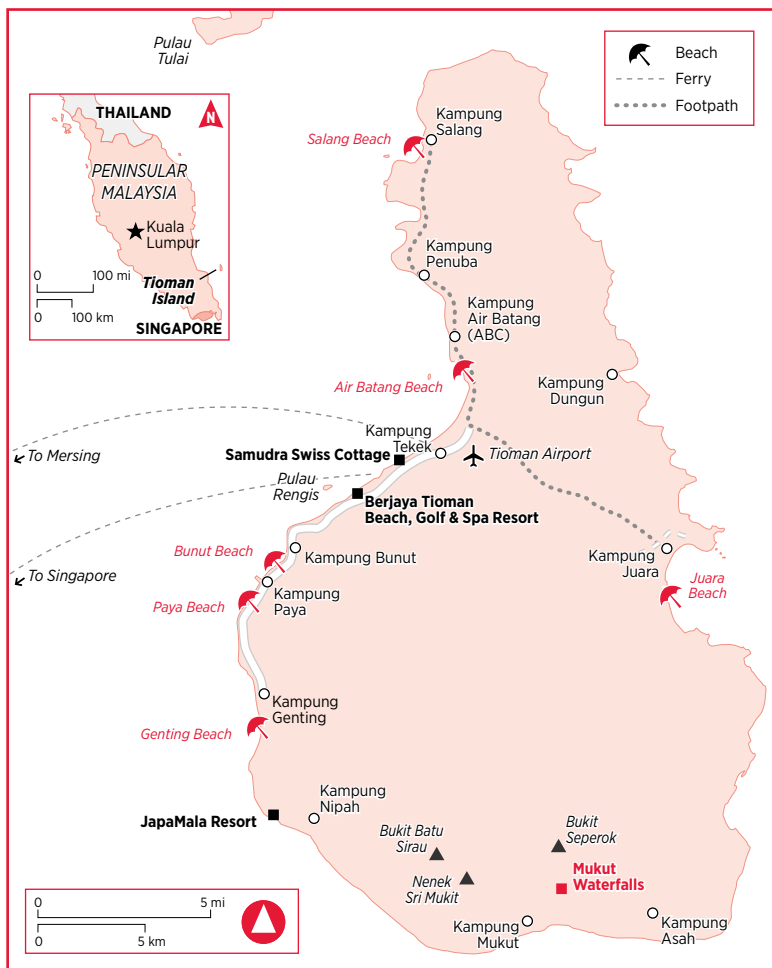 Pulau
Tulai
Beach
Ferry
Footpath
THAILAND
N
PENINSULAR
MALAYSIA
Kuala
Lumpur
0
100 mi
0
100 km
Tioman
Island
SINGAPORE
Salang Beach
Kampung
Salang
Kampung
Penuba
Kampung
Air Batang
(ABC)
Air Batang Beach
Kampung
Dungun
Kampung
Tekek
Samudra Swiss Cottage
Tioman Airport
To Mersing
Pulau
Rengis
Berjaya Tioman
Beach, Golf & Spa Resort
Bunut Beach
Kampung Bunut
Kampung
Juara
To Singapore
Paya Beach
Kampung
Paya
Juara
Beach
Kampung
Genting
Genting Beach
Kampung
Nipah
JapaMala Resort
Bukit Batu
Sirau
Bukit
Seperok
Nenek
Sri Mukit
Mukut
Waterfalls
Kampung
Mukut
Kampung
Asah
0
5 mi
0
5 km